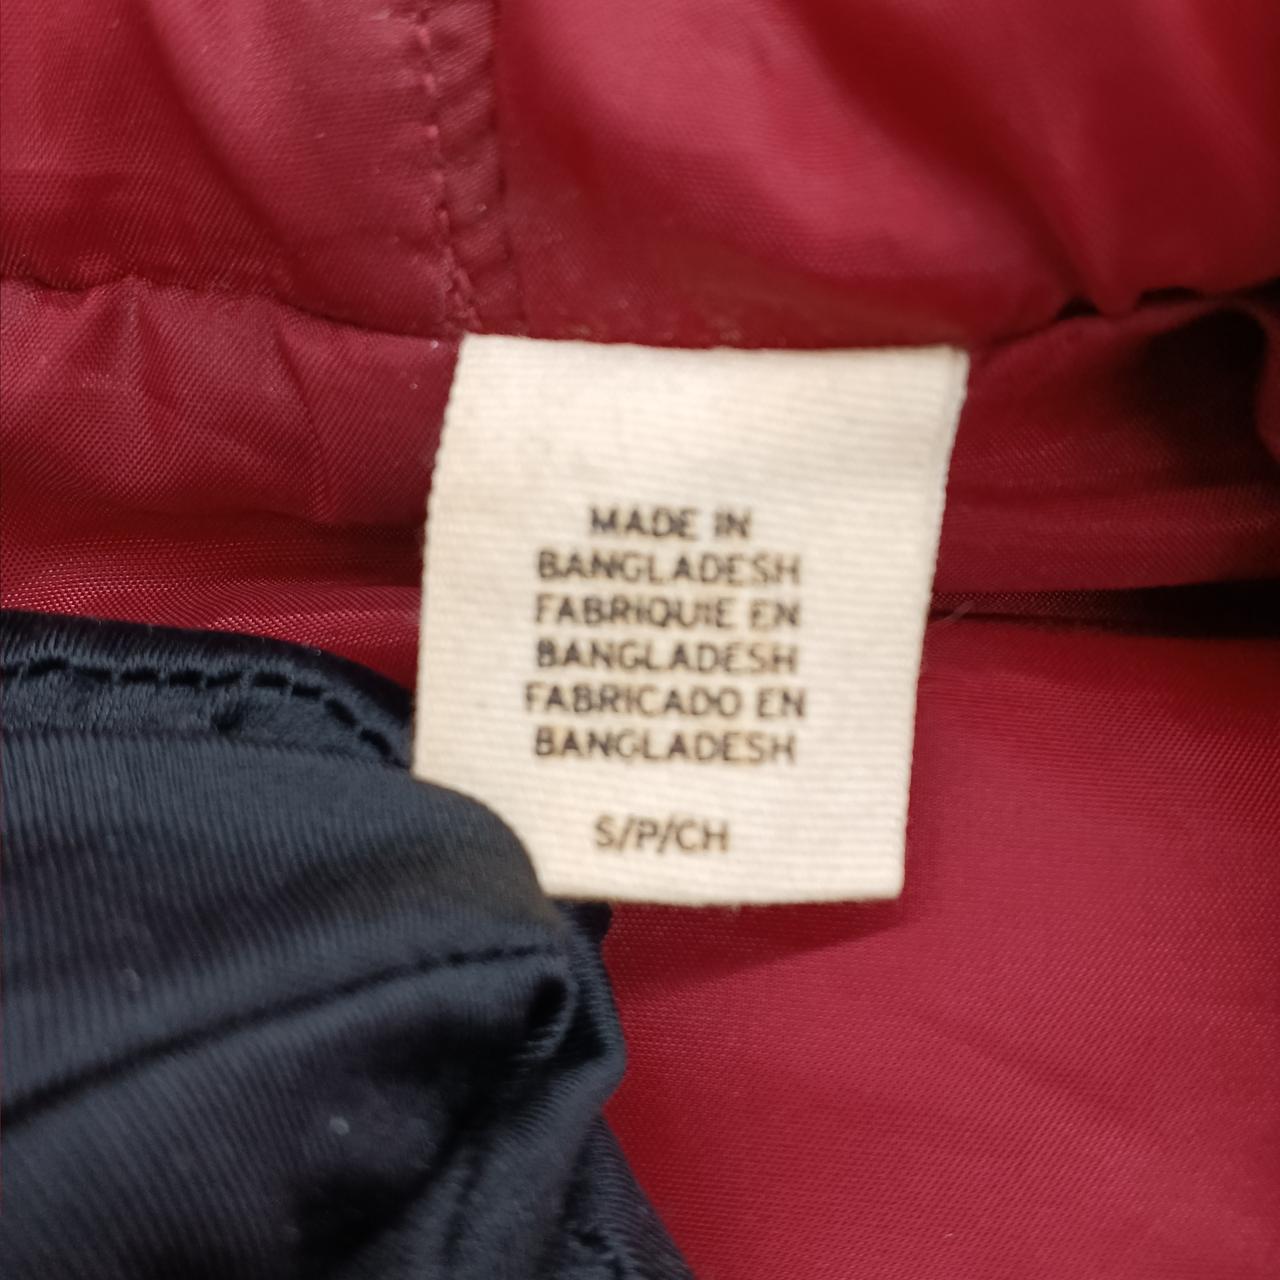 MADE IN
BANGLADESH
FABRIQUIE EN
BANGLADESH
FABRICADO EN
BANGLADESH
S/P/CH